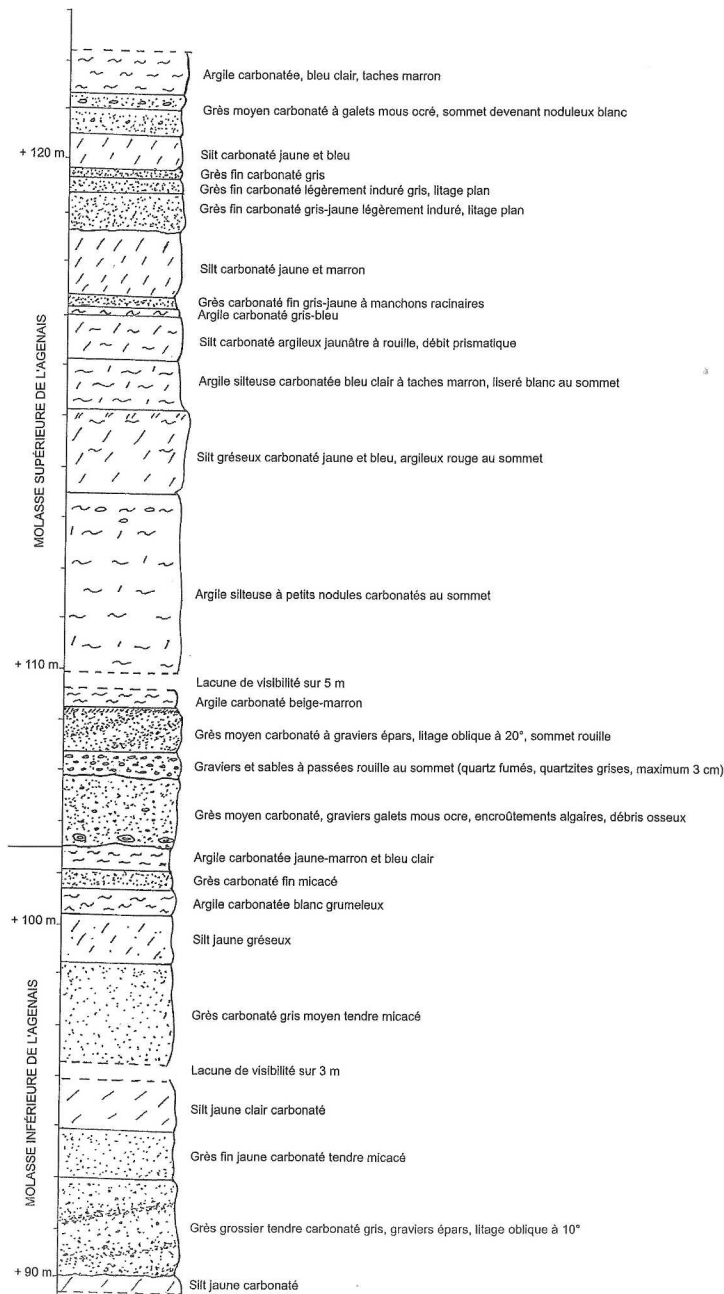 Argile carbonatée, bleu clair, taches marron
Grès moyen carbonaté à galets mous ocré, sommet devenant noduleux blanc
+ 120 m.
Silt carbonaté jaune et bleu
Grès fin carbonaté gris
Grès fin carbonaté légèrement induré gris, litage plan
Grès fin carbonaté gris-jaune légèrement induré, litage plan
Silt carbonaté jaune et marron
Grès carbonaté fin gris-jaune à manchons racinaires
Argile carbonaté gris-bleu
Silt carbonaté argileux jaunâtre à rouille, débit prismatique
Argile silteuse carbonatée bleu clair à taches marron, liseré blanc au sommet
MOLASSE SUPÉRIEURE DE L'AGENAIS
Silt gréseux carbonaté jaune et bleu, argileux rouge au sommet
Argile silteuse à petits nodules carbonatés au sommet
+ 110 m.
Lacune de visibilité sur 5 m
Argile carbonaté beige-marron
Grès moyen carbonaté à graviers épars, litage oblique à 20°, sommet rouille
Graviers et sables à passées rouille au sommet (quartz fumés, quartzites grises, maximum 3 cm)
Grès moyen carbonaté, graviers galets mous ocre, encroûtements algaires, débris osseux
Argile carbonatée jaune-marron et bleu clair
Grès carbonaté fin micacé
Argile carbonatée blanc grumeleux
+ 100 m.
Silt jaune gréseux
Grès carbonaté gris moyen tendre micacé
MOLASSE INFÉRIEURE DE L'AGENAIS
Lacune de visibilité sur 3 m
Silt jaune clair carbonaté
Grès fin jaune carbonaté tendre micacé
Grès grossier tendre carbonaté gris, graviers épars, litage oblique à 10°
+ 90 m.
Silt jaune carbonaté